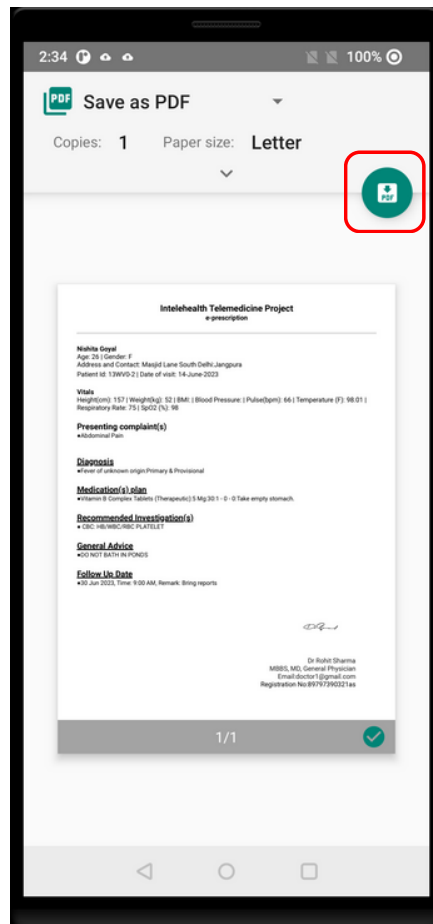 2:34 100%
PDF Save as PDF
Copies: 1 Paper size: Letter
PDF
Intelehealth Telemedicine Project
e-prescription
Nishita Goyal
Age: 26 | Gender: F
Address and Contact: Masjid Lane South Delhi Jangpura
Patient Id: 13WV0-2 | Date of visit: 14-June-2023
Vitals
Height(cm): 157 | Weight(kg): 52 | BMI: | Blood Pressure: | Pulse(bpm): 66 | Temperature (F): 98.01 |
Respiratory Rate: 75 | SpO2 (%): 98
Presenting complaint(s)
●Abdominal Pain
Diagnosis
●Fever of unknown origin:Primary & Provisional
Medication(s) plan
●Vitamin B Complex Tablets (Therapeutic) 5 Mg:30:1 - 0 - 0:Take empty stomach.
Recommended Investigation(s)
● CBC: HB/WBC/RBC PLATELET
General Advice
●DO NOT BATH IN PONDS
Follow Up Date
●30 Jun 2023, Time: 9:00 AM, Remark: Bring reports
Dr.Rohit Sharma
MBBS, MD, General Physician
Email:doctor1@gmail.com
Registration No:89797390321as
1/1